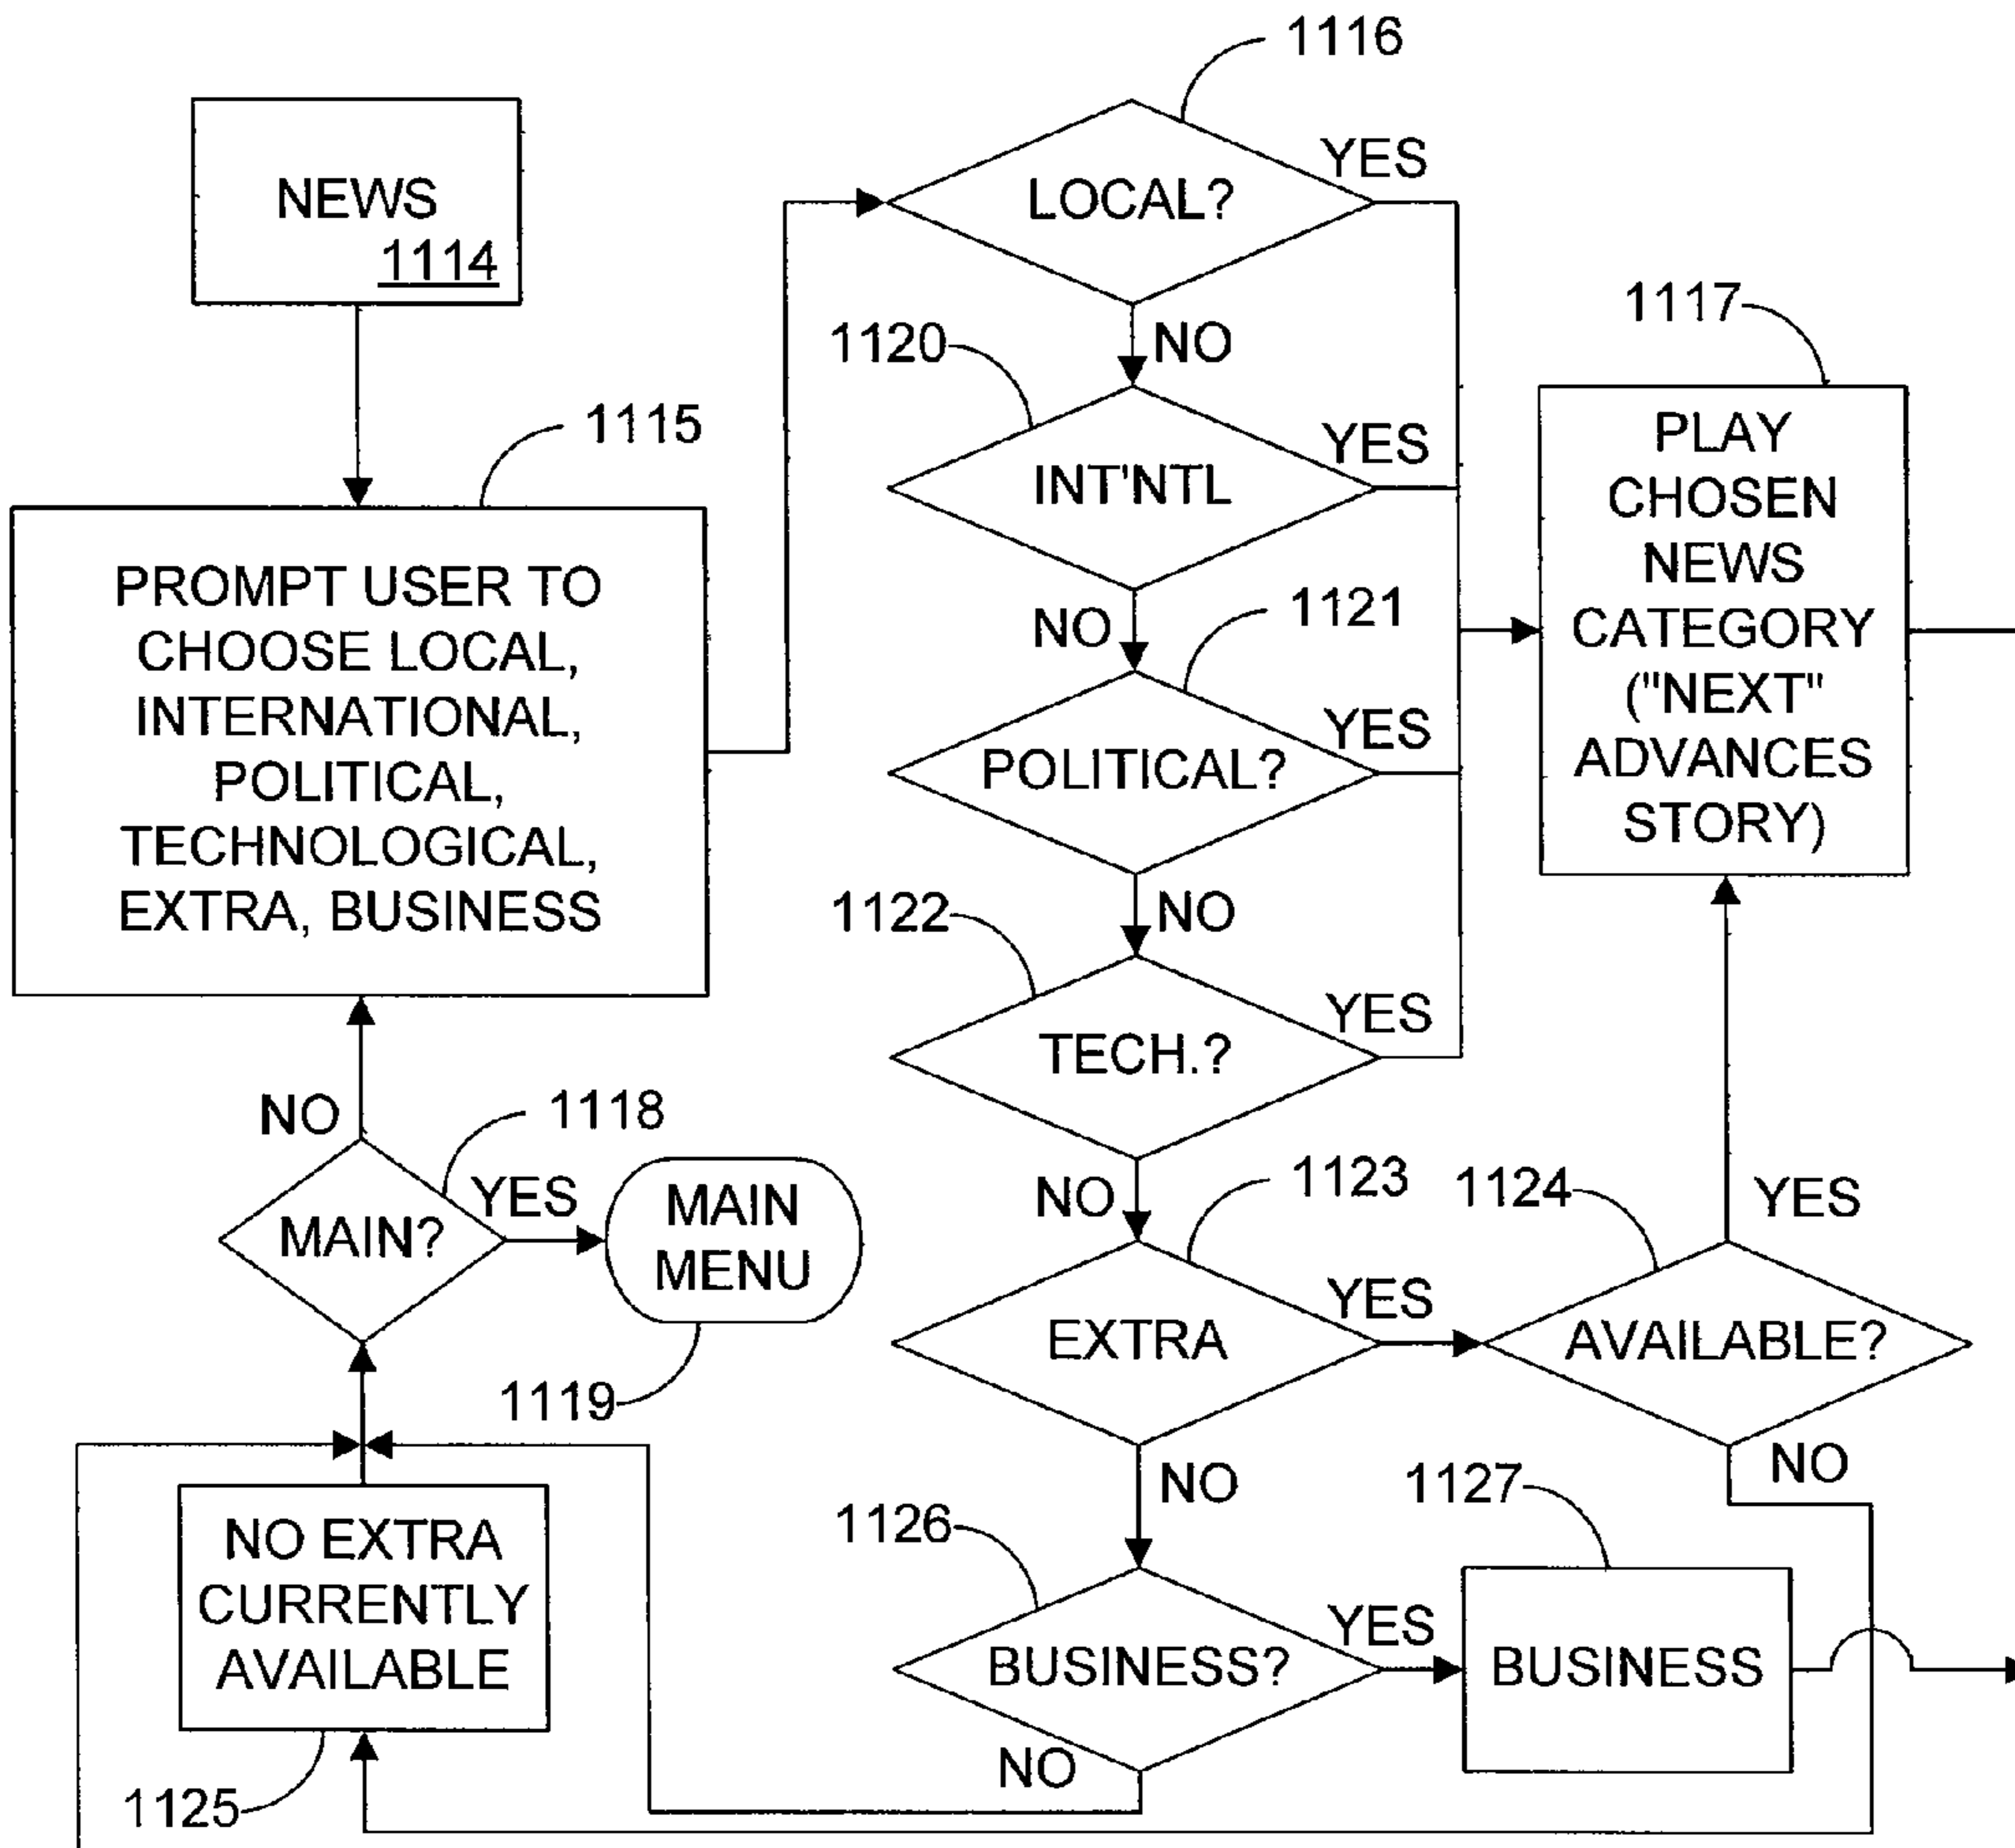 NEWS
1114
1115
PROMPT USER TO
CHOOSE LOCAL,
INTERNATIONAL,
POLITICAL,
TECHNOLOGICAL,
EXTRA, BUSINESS
NO
1118
MAIN?
YES
MAIN
MENU
1119
NO EXTRA
CURRENTLY
AVAILABLE
1125
1116
LOCAL?
YES
NO
1120
INT'NTL
YES
NO
1121
POLITICAL?
YES
NO
1122
TECH.?
YES
NO
1123
EXTRA
YES
NO
1126
BUSINESS?
YES
NO
1127
BUSINESS
1117
PLAY
CHOSEN
NEWS
CATEGORY
("NEXT"
ADVANCES
STORY)
1124
YES
AVAILABLE?
NO